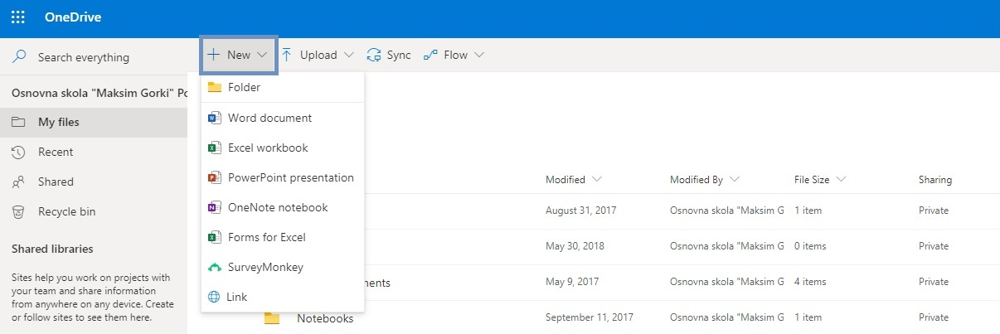 OneDrive
Search everything
New
Upload
Sync
Flow
Osnovna skola "Maksim Gorki" Po
My files
Recent
Shared
Recycle bin
Shared libraries
Sites help you work on projects with
your team and share information
from anywhere on any device. Create
or follow sites to see them here.
Folder
Word document
Excel workbook
PowerPoint presentation
OneNote notebook
Forms for Excel
SurveyMonkey
Link
Modified Modified By File Size Sharing
August 31, 2017 Osnovna skola "Maksim G 1 item Private
May 30, 2018 Osnovna skola "Maksim G 0 items Private
ments May 9, 2017 Osnovna skola "Maksim G 4 items Private
Notebooks September 11, 2017 Osnovna skola "Maksim G 1 item Private